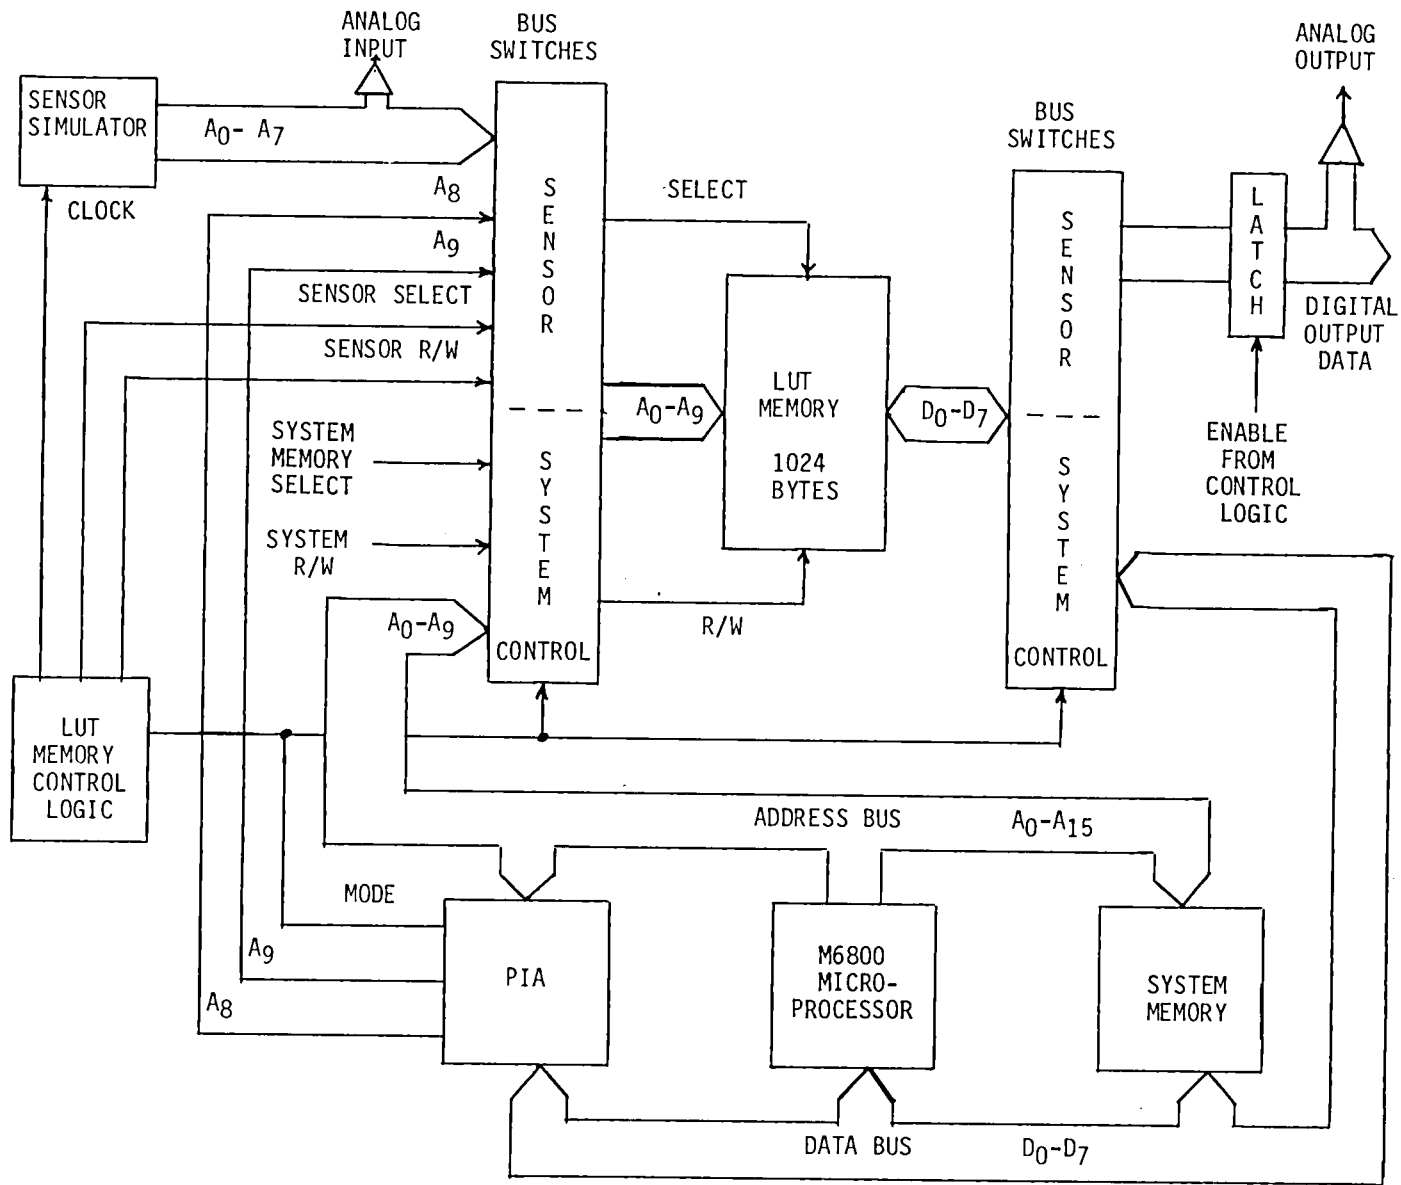 ANALOG
INPUT
BUS
SWITCHES
ANALOG
OUTPUT
SENSOR
SIMULATOR
A0- A7
BUS
SWITCHES
CLOCK
A8
A9
SENSOR SELECT
SENSOR R/W
SYSTEM
MEMORY
SELECT
SYSTEM
R/W
A0-A9
SENSOR
SYSTEM
CONTROL
SELECT
A0-A9
LUT
MEMORY
1024
BYTES
R/W
D0-D7
SENSOR
SYSTEM
CONTROL
LATCH
DIGITAL
OUTPUT
DATA
ENABLE
FROM
CONTROL
LOGIC
LUT
MEMORY
CONTROL
LOGIC
ADDRESS BUS A0-A15
MODE
A9
A8
PIA
M6800
MICRO-
PROCESSOR
SYSTEM
MEMORY
DATA BUS D0-D7